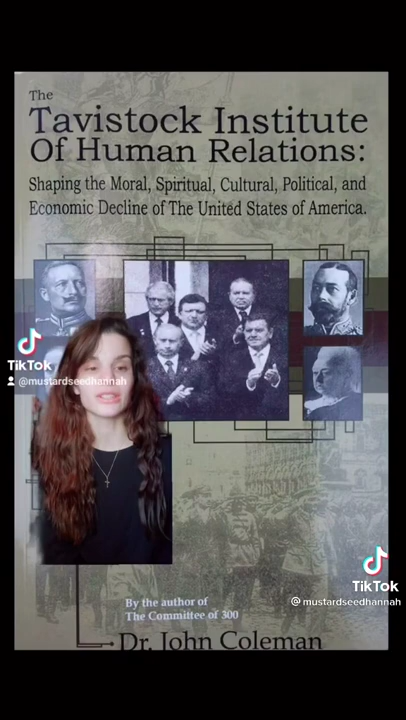 The
Tavistock Institute
Of Human Relations:
Shaping the Moral, Spiritual, Cultural, Political, and
Economic Decline of The United States of America.
TikTok
@mustardseedhannah
TikTok
@mustardseedhannah
By the author of
The Committee of 300
Dr. John Coleman